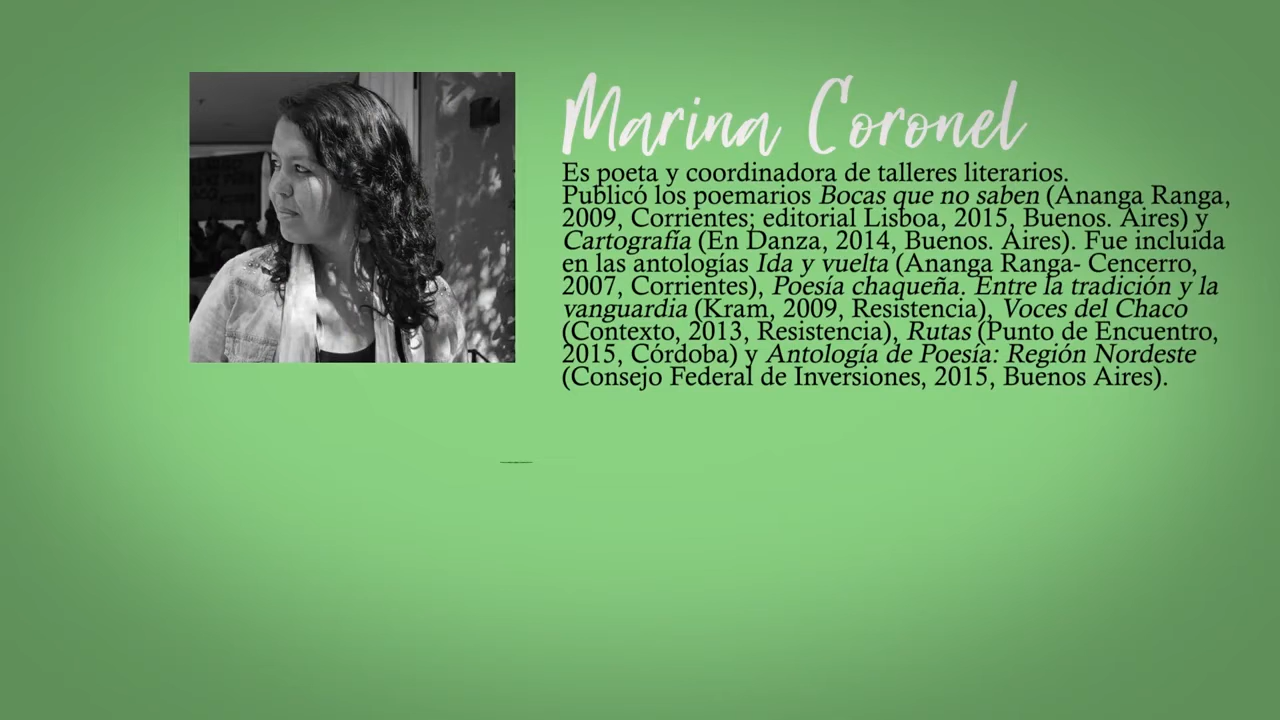 Marina Coronel
Es poeta y coordinadora de talleres literarios.
Publicó los poemarios Bocas que no saben (Ananga Ranga,
2009, Corrientes; editorial Lisboa, 2015, Buenos. Aires) y
Cartografía (En Danza, 2014, Buenos. Aires). Fue incluida
en las antologías Ida y vuelta (Ananga Ranga- Cencerro,
2007, Corrientes), Poesía chaqueña. Entre la tradición y la
vanguardia (Kram, 2009, Resistencia), Voces del Chaco
(Contexto, 2013, Resistencia), Rutas (Punto de Encuentro,
2015, Córdoba) y Antología de Poesía: Región Nordeste
(Consejo Federal de Inversiones, 2015, Buenos Aires).